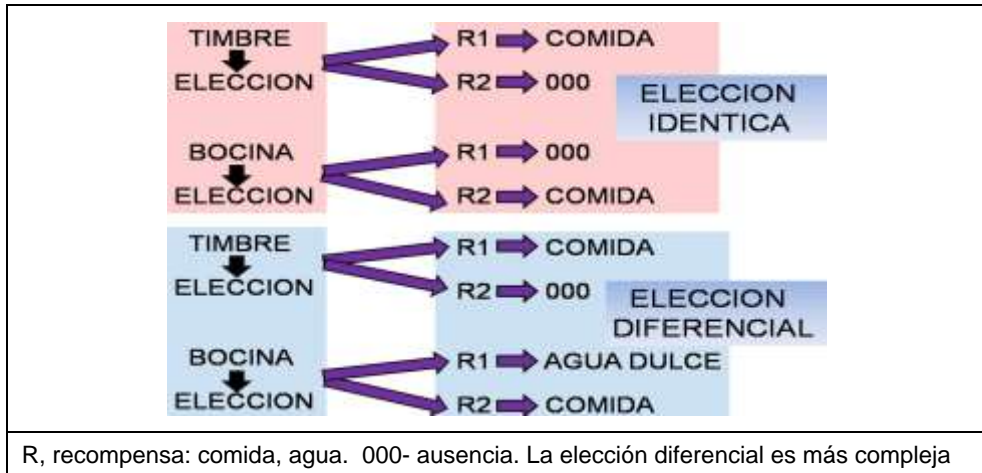 TIMBRE
ELECCION
R1 COMIDA
R2 000
BOCINA
ELECCION
R1 000
R2 COMIDA
ELECCION
IDENTICA
TIMBRE
ELECCION
R1 COMIDA
R2 000
BOCINA
ELECCION
R1 AGUA DULCE
R2 COMIDA
ELECCION
DIFERENCIAL
R, recompensa: comida, agua. 000- ausencia. La elección diferencial es más compleja